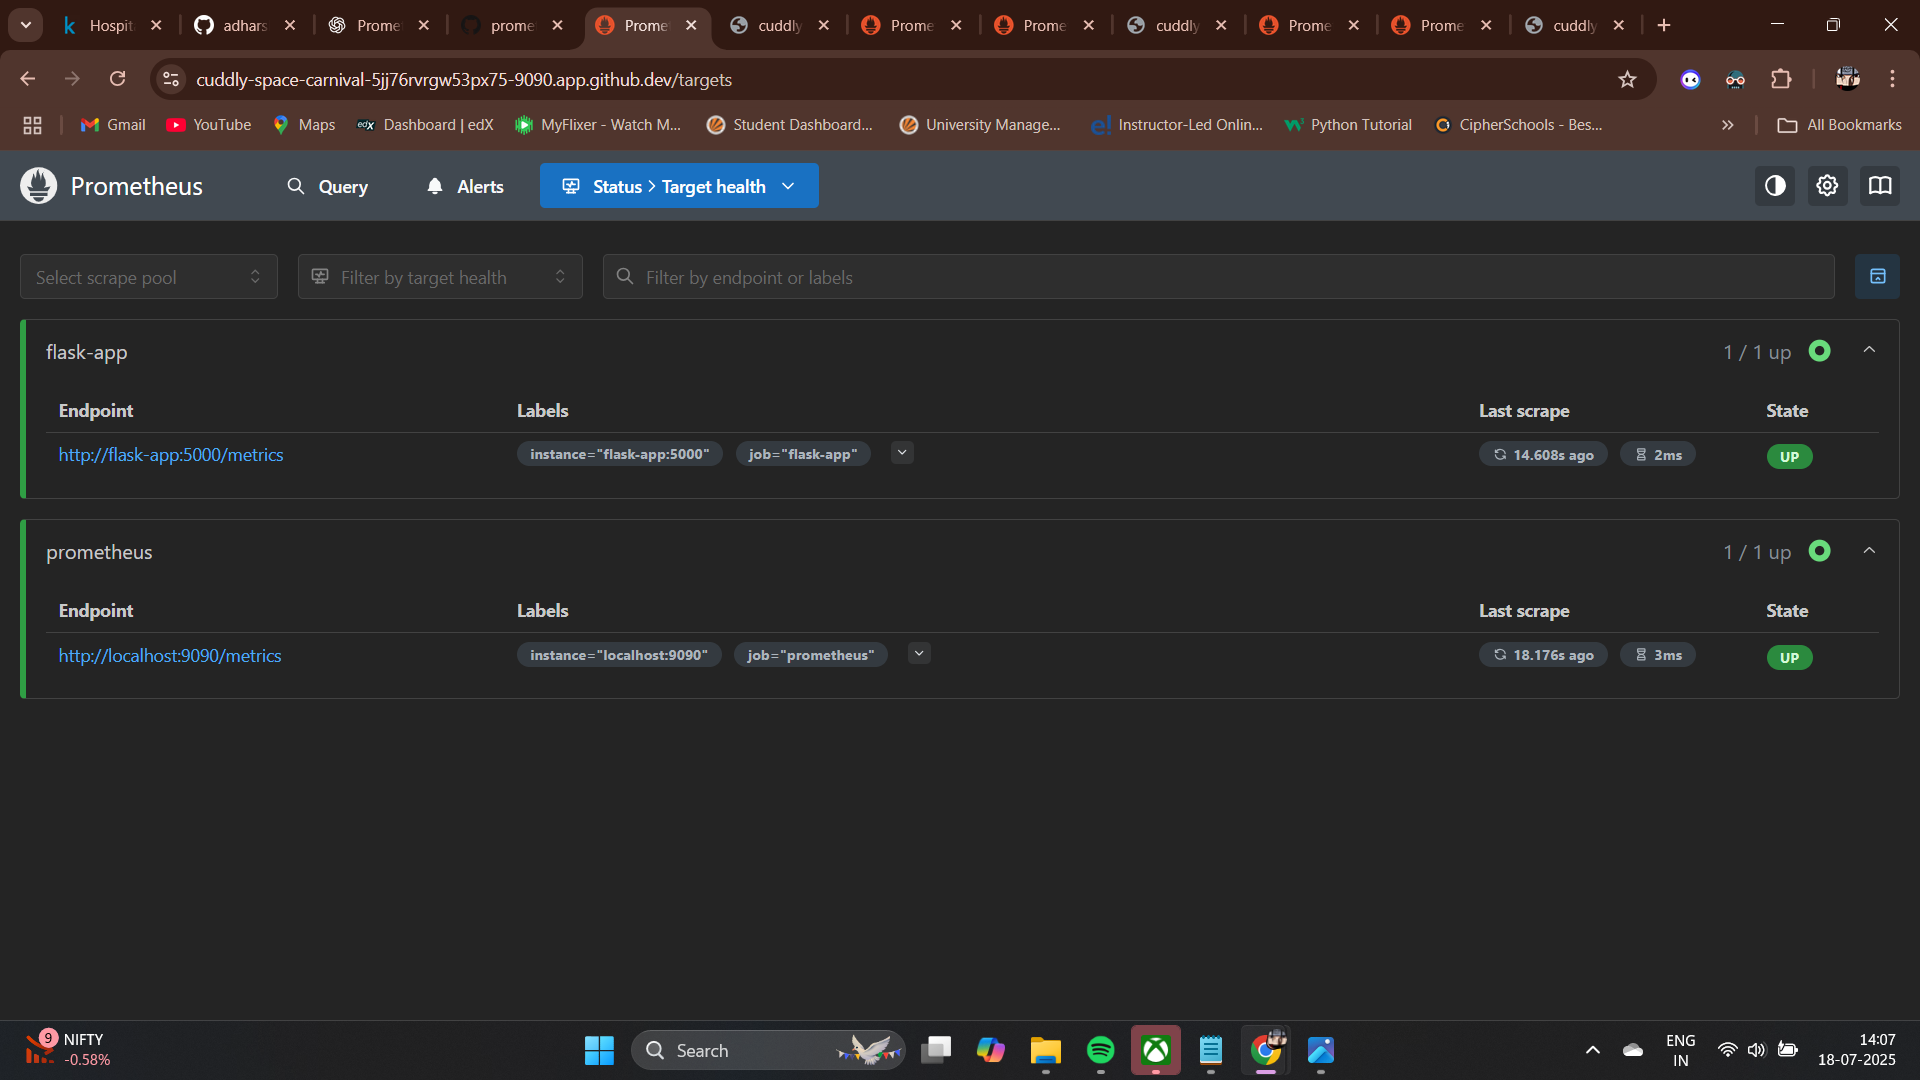 Hospit
adhars
Prome
prome
Prome
cuddly
Prome
Prome
cuddly
Prome
Prome
cuddly
cuddly-space-carnival-5jj76rvrgw53px75-9090.app.github.dev/targets
Gmail
YouTube
Maps
edX
Dashboard | edX
MyFlixer - Watch M...
Student Dashboard...
University Manage...
e!
Instructor-Led Onlin...
Python Tutorial
CipherSchools - Bes...
All Bookmarks
Prometheus
Query
Alerts
Status > Target health
Select scrape pool
Filter by target health
Filter by endpoint or labels
flask-app
1 / 1 up
Endpoint Labels Last scrape State
http://flask-app:5000/metrics instance="flask-app:5000" job="flask-app" 14.608s ago 2ms UP
prometheus
1 / 1 up
Endpoint Labels Last scrape State
http://localhost:9090/metrics instance="localhost:9090" job="prometheus" 18.176s ago 3ms UP
9
NIFTY
-0.58%
Search
ENG
IN
14:07
18-07-2025